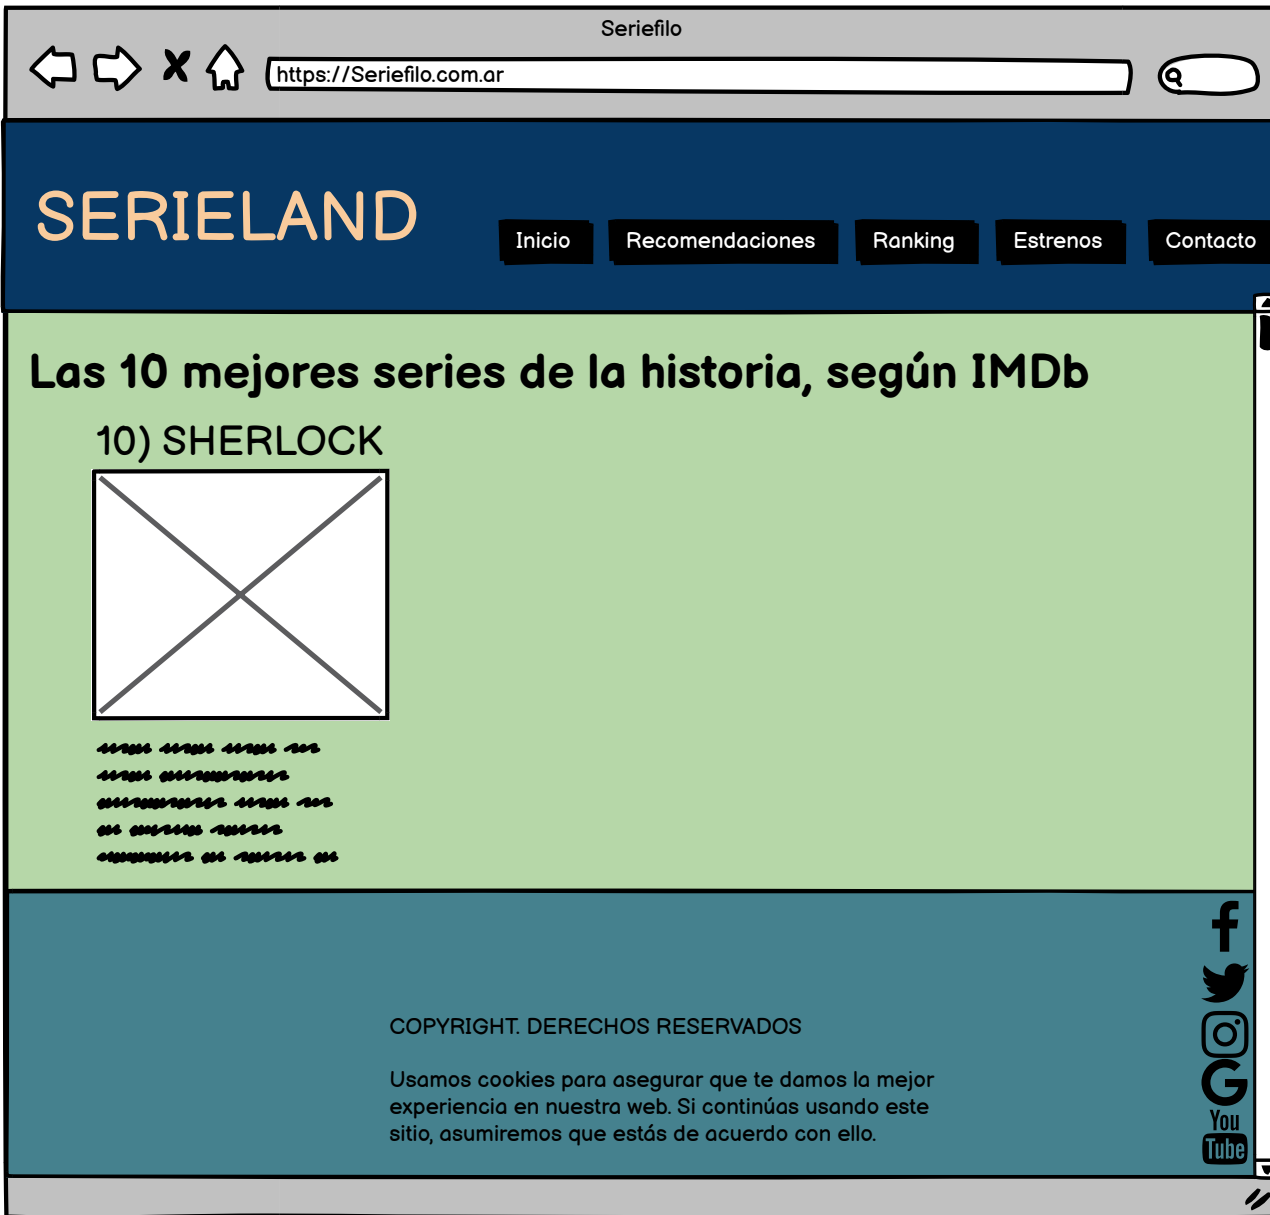 Seriefilo
https://Seriefilo.com.ar
SERIELAND
Inicio
Recomendaciones
Ranking
Estrenos
Contacto
Las 10 mejores series de la historia, según IMDb
10) SHERLOCK
COPYRIGHT. DERECHOS RESERVADOS
Usamos cookies para asegurar que te damos la mejor
experiencia en nuestra web. Si continúas usando este
sitio, asumiremos que estás de acuerdo con ello.
You
Tube